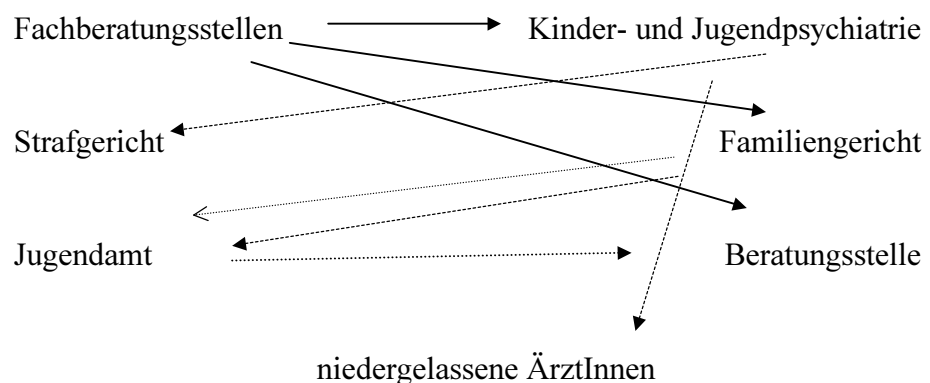 Fachberatungsstellen Kinder- und Jugendpsychiatrie
Strafgericht Familiengericht
Jugendamt Beratungsstelle
niedergelassene ÄrztInnen